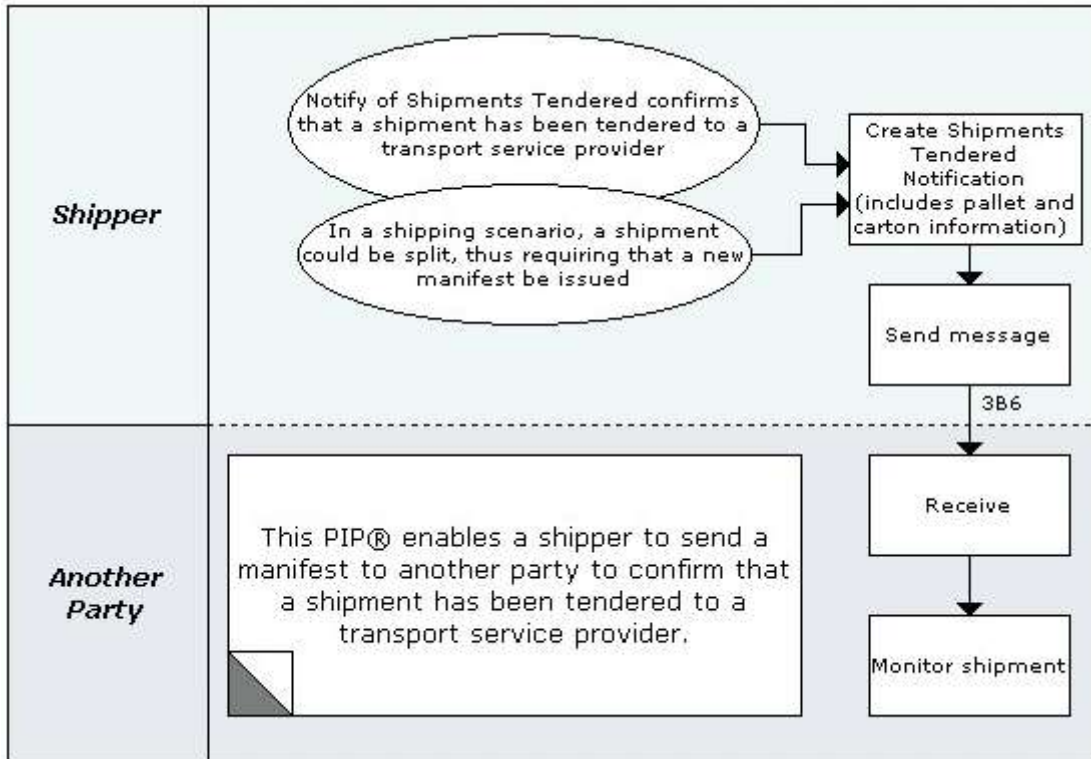 Shipper
Notify of Shipments Tendered confirms
that a shipment has been tendered to a
transport service provider
In a shipping scenario, a shipment
could be split, thus requiring that a new
manifest be issued
Create Shipments
Tendered
Notification
(includes pallet and
carton information)
Send message
3B6
Another
Party
This PIP® enables a shipper to send a
manifest to another party to confirm that
a shipment has been tendered to a
transport service provider.
Receive
Monitor shipment